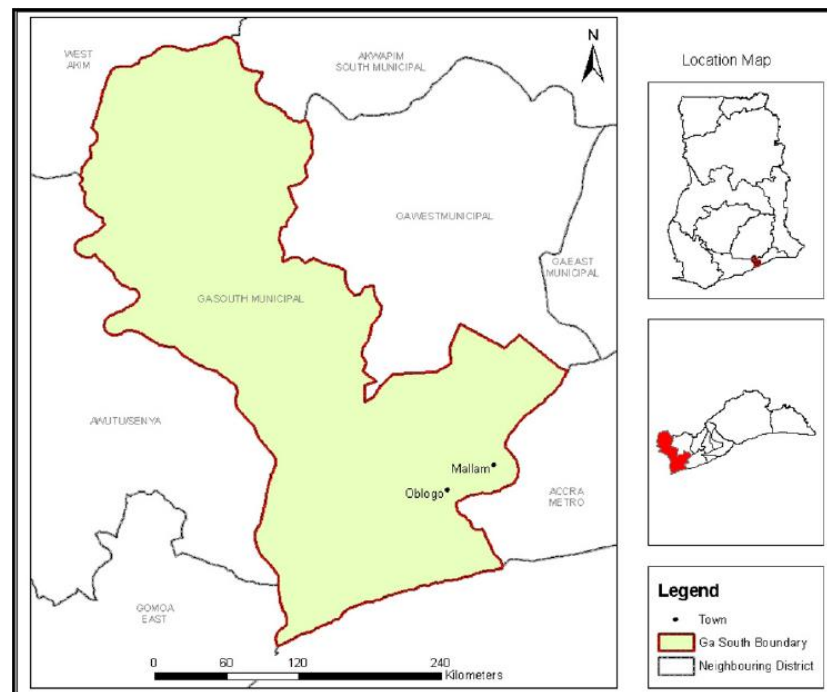 WEST
AKIM
AKWAPIM
SOUTH MUNICIPAL
N
Location Map
GAWESTMUNICIPAL
GAEAST
MUNICIPAL
GASOUTH MUNICIPAL
AWUTU/SENYA
Mallam
Oblogo
ACCRA
METRO
GOMOA
EAST
0 60 120 240
Kilometers
Legend
Town
Ga South Boundary
Neighbouring District